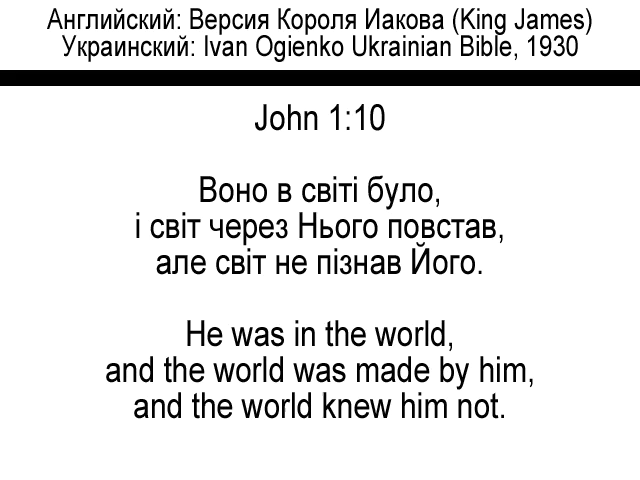 Английский: Версия Короля Иакова (King James)
Украинский: Ivan Ogienko Ukrainian Bible, 1930
John 1:10
Воно в світі було,
і світ через Нього повстав,
але світ не пізнав Його.
He was in the world,
and the world was made by him,
and the world knew him not.